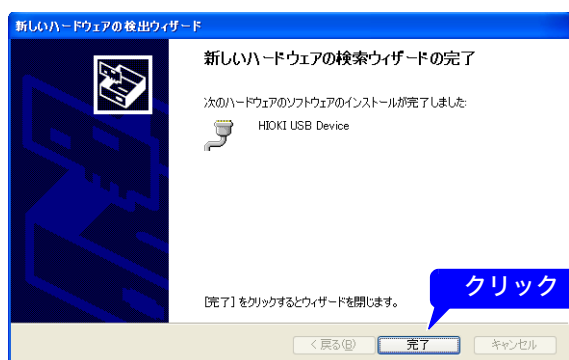 新しいハードウェアの検出ウィザード
新しいハードウェアの検索ウィザードの完了
次のハードウェアのソフトウェアのインストールが完了しました:
HIOKI USB Device
[完了] をクリックするとウィザードを閉じます。
クリック
< 戻る(B)
完了
キャンセル